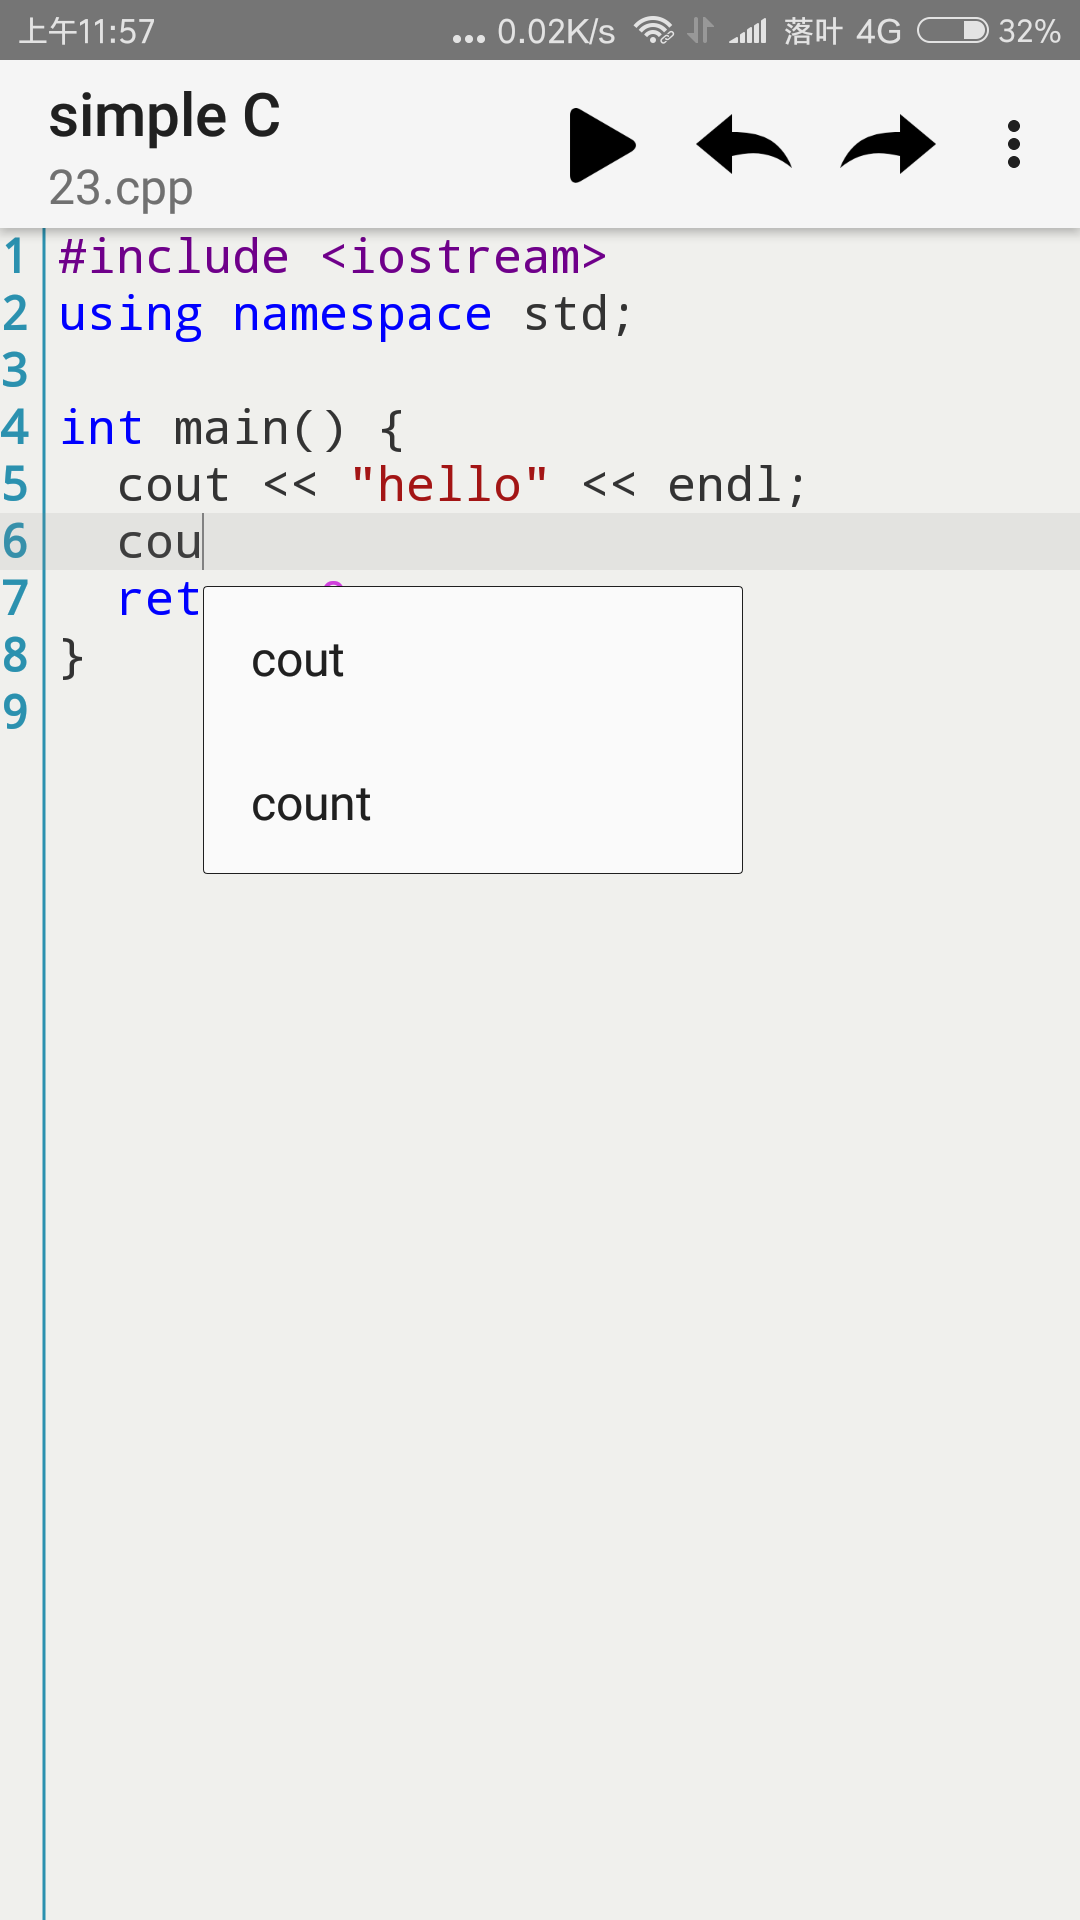 上午11:57 ... 0.02K/s 落叶 4G 32%
simple C
23.cpp
1 #include <iostream>
2 using namespace std;
3
4 int main() {
5 cout << "hello" << endl;
6 cou
7 ret
8 }
9
cout
count